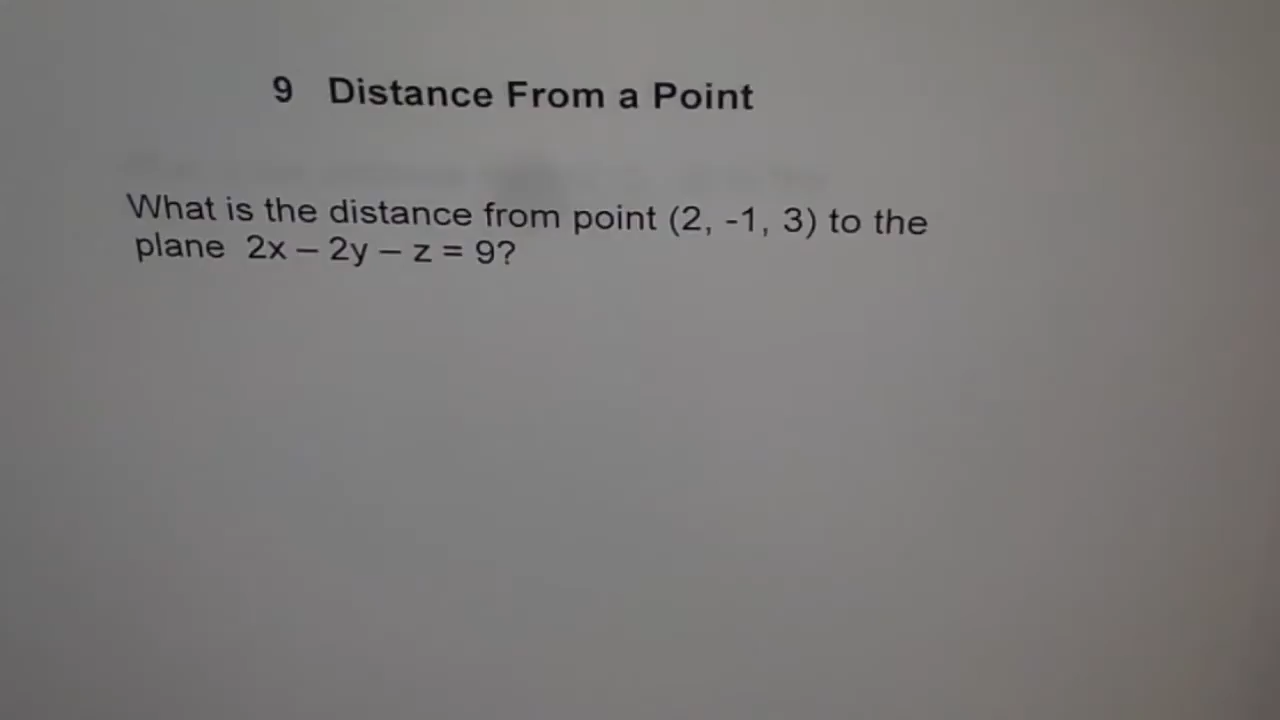 9 Distance From a Point
What is the distance from point (2, -1, 3) to the
plane 2x – 2y – z = 9?